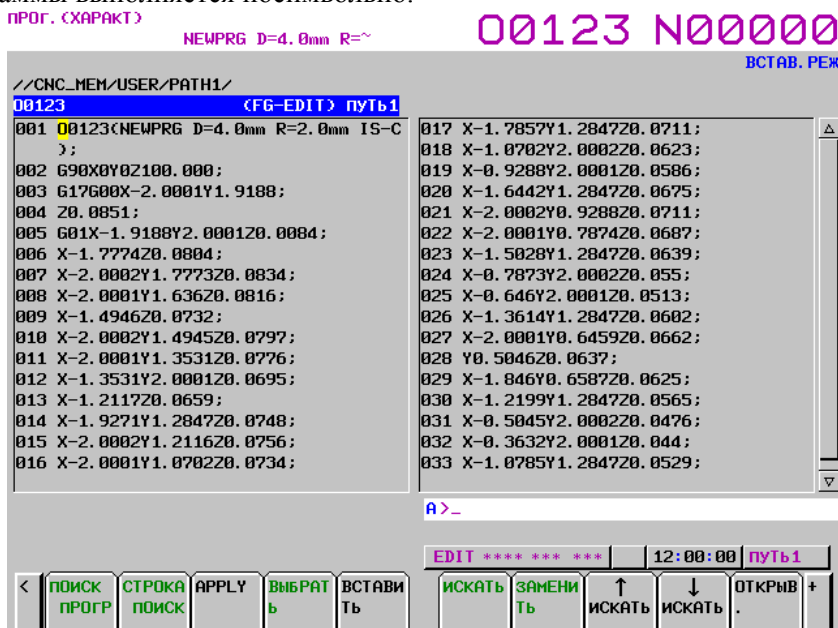 аммы выполняется посимвольно.
ПРОГ.(ХАРАКТ)
NEWPRG D=4.0mm R=~
O0123 N00000
ВСТАВ.РЕЖ
//CNC_MEM/USER/PATH1/
O0123 (FG-EDIT) ПУТЬ1
001 O0123(NEWPRG D=4.0mm R=2.0mm IS-C
);
002 G90X0Y0Z100.000;
003 G17G00X-2.0001Y1.9188;
004 Z0.0851;
005 G01X-1.9188Y2.0001Z0.0084;
006 X-1.7774Z0.0804;
007 X-2.0002Y1.7773Z0.0834;
008 X-2.0001Y1.636Z0.0816;
009 X-1.4946Z0.0732;
010 X-2.0002Y1.4945Z0.0797;
011 X-2.0001Y1.3531Z0.0776;
012 X-1.3531Y2.0001Z0.0695;
013 X-1.2117Z0.0659;
014 X-1.9271Y1.2847Z0.0748;
015 X-2.0002Y1.2116Z0.0756;
016 X-2.0001Y1.0702Z0.0734;
017 X-1.7857Y1.2847Z0.0711;
018 X-1.0702Y2.0002Z0.0623;
019 X-0.9288Y2.0001Z0.0586;
020 X-1.6442Y1.2847Z0.0675;
021 X-2.0002Y0.9288Z0.0711;
022 X-2.0001Y0.7874Z0.0687;
023 X-1.5028Y1.2847Z0.0639;
024 X-0.7873Y2.0002Z0.055;
025 X-0.646Y2.0001Z0.0513;
026 X-1.3614Y1.2847Z0.0602;
027 X-2.0001Y0.6459Z0.0662;
028 Y0.5046Z0.0637;
029 X-1.846Y0.6587Z0.0625;
030 X-1.2199Y1.2847Z0.0565;
031 X-0.5045Y2.0002Z0.0476;
032 X-0.3632Y2.0001Z0.044;
033 X-1.0785Y1.2847Z0.0529;
A>_
EDIT **** *** *** 12:00:00 ПУТЬ1
< ПОИСК ПРОГР СТРОКА ПОИСК APPLY ВЫБРАТ Ь ВСТАВИ ТЬ ИСКАТЬ ЗАМЕНИ ТЬ ↑ ИСКАТЬ ↓ ИСКАТЬ ОТКРЫВ . +